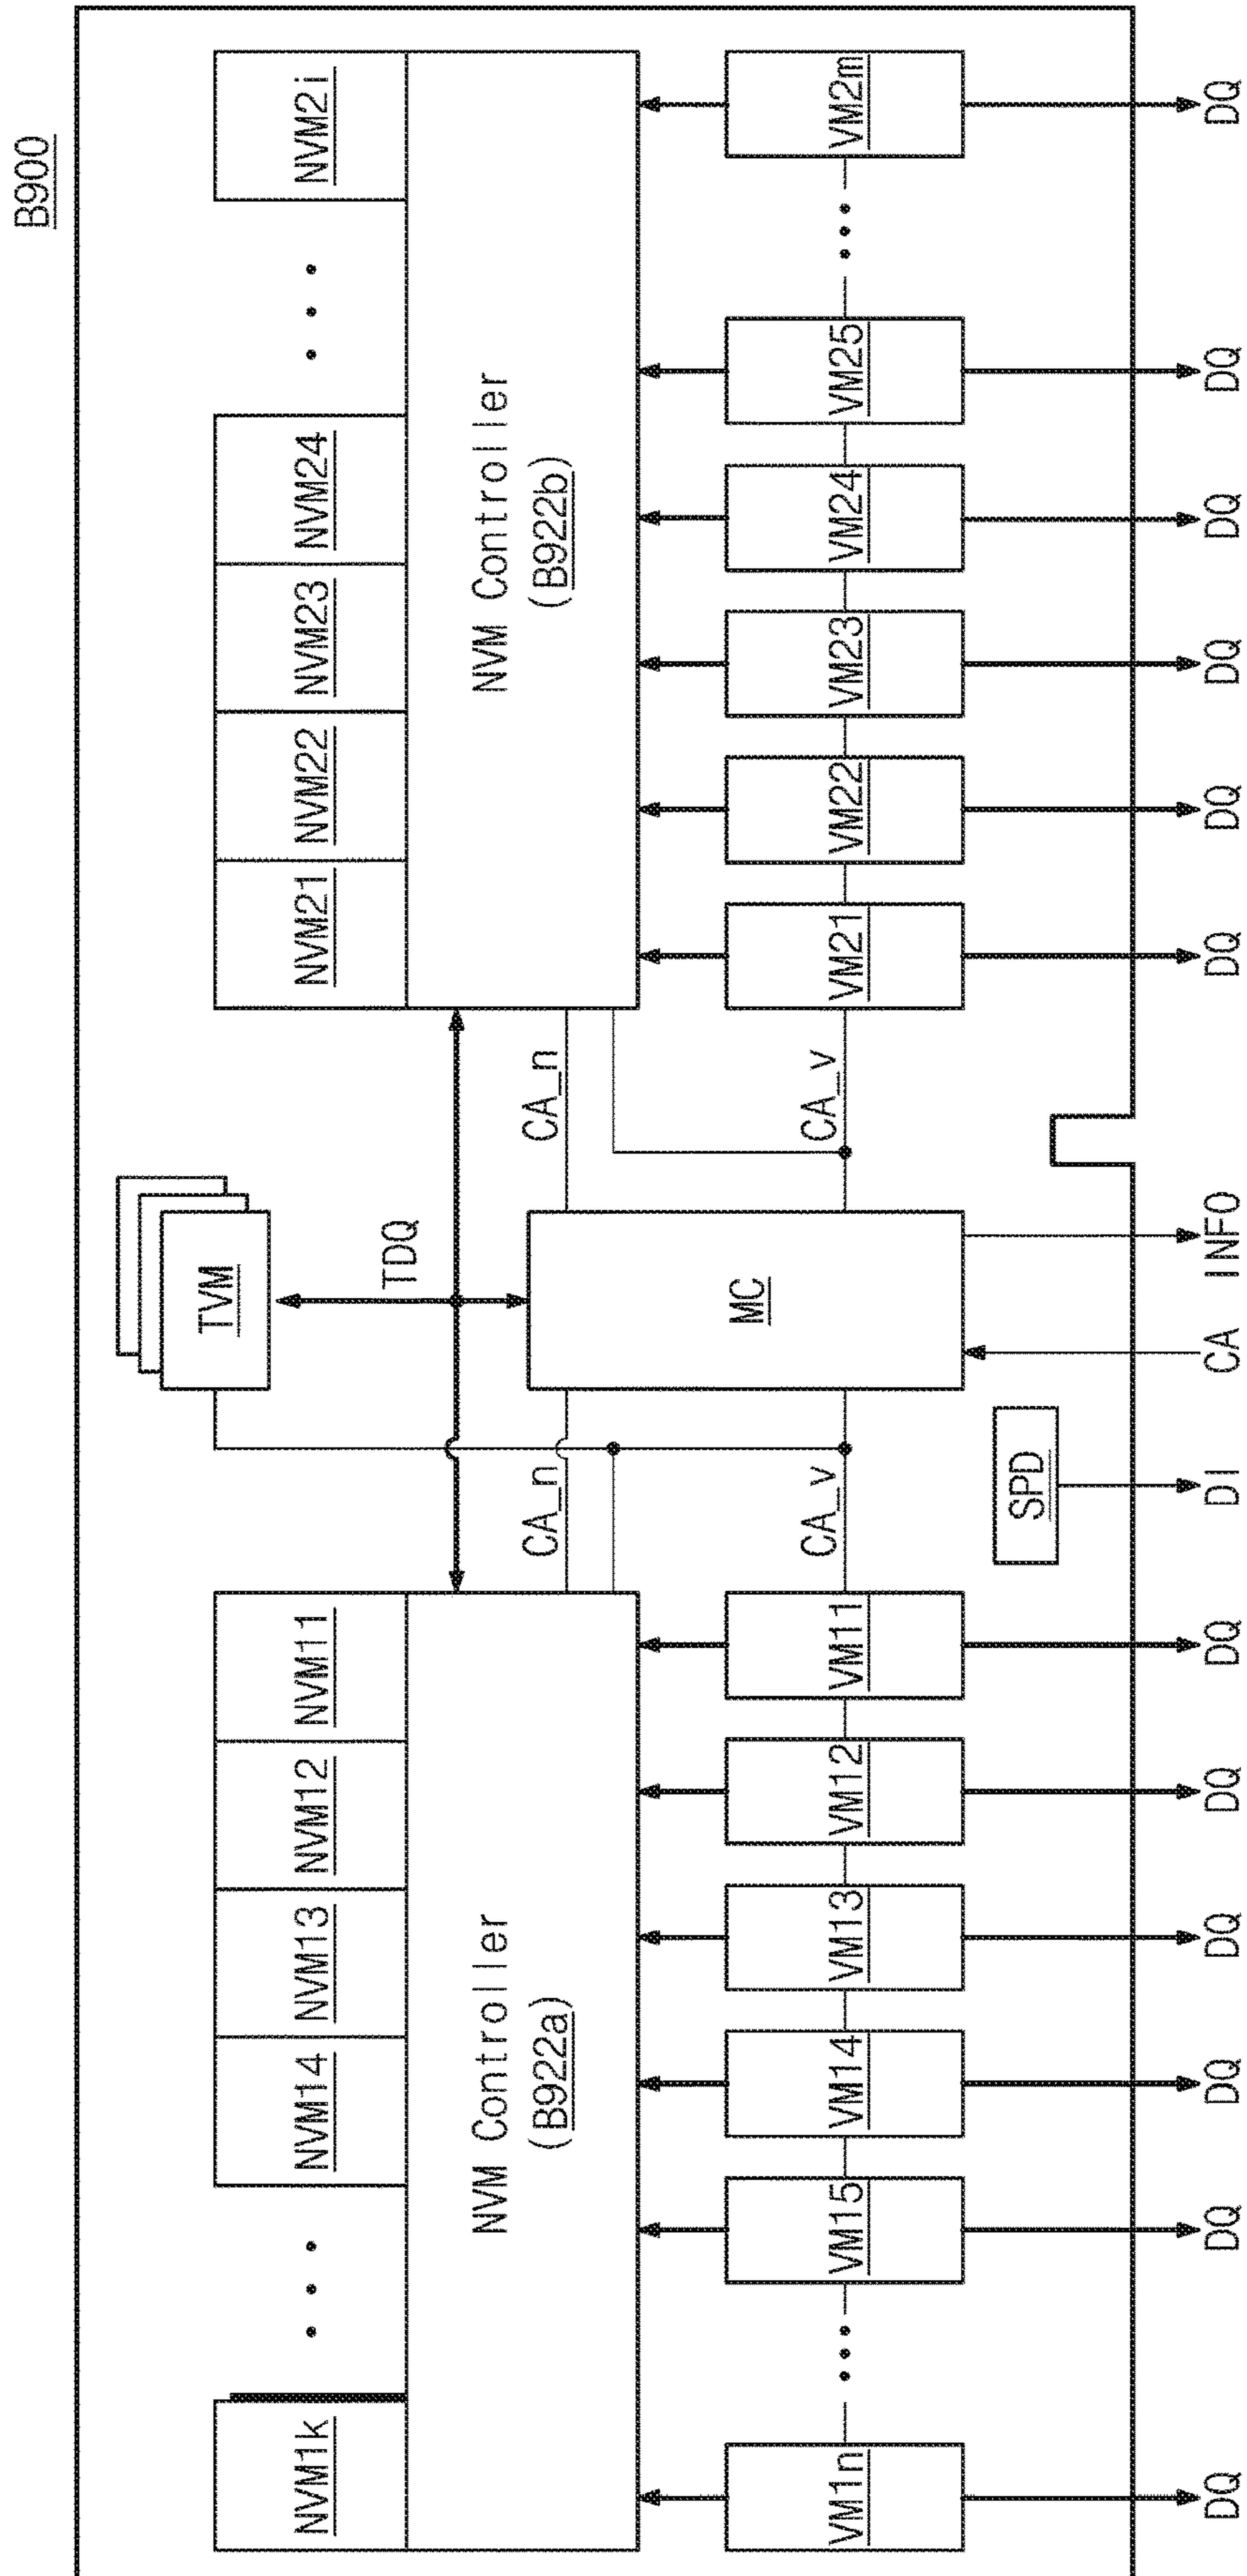 B900
NVM1k
NVM14
NVM13
NVM12
NVM11
TVM
NVM21
NVM22
NVM23
NVM24
NVM2i
NVM Controller
(B922a)
TDQ
NVM Controller
(B922b)
CA_n
CA_n
MC
CA_v
CA_v
VM1n
VM15
VM14
VM13
VM12
VM11
VM21
VM22
VM23
VM24
VM25
VM2m
SPD
DQ
DQ
DQ
DQ
DQ
DQ
DI
CA
INFO
DQ
DQ
DQ
DQ
DQ
DQ